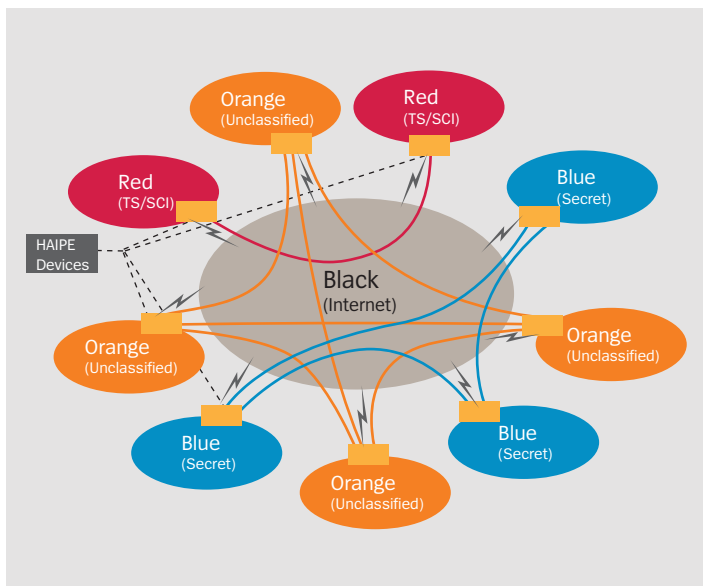 Orange
(Unclassified)
Red
(TS/SCI)
Red
(TS/SCI)
Blue
(Secret)
HAIPE
Devices
Black
(Internet)
Orange
(Unclassified)
Orange
(Unclassified)
Blue
(Secret)
Blue
(Secret)
Orange
(Unclassified)